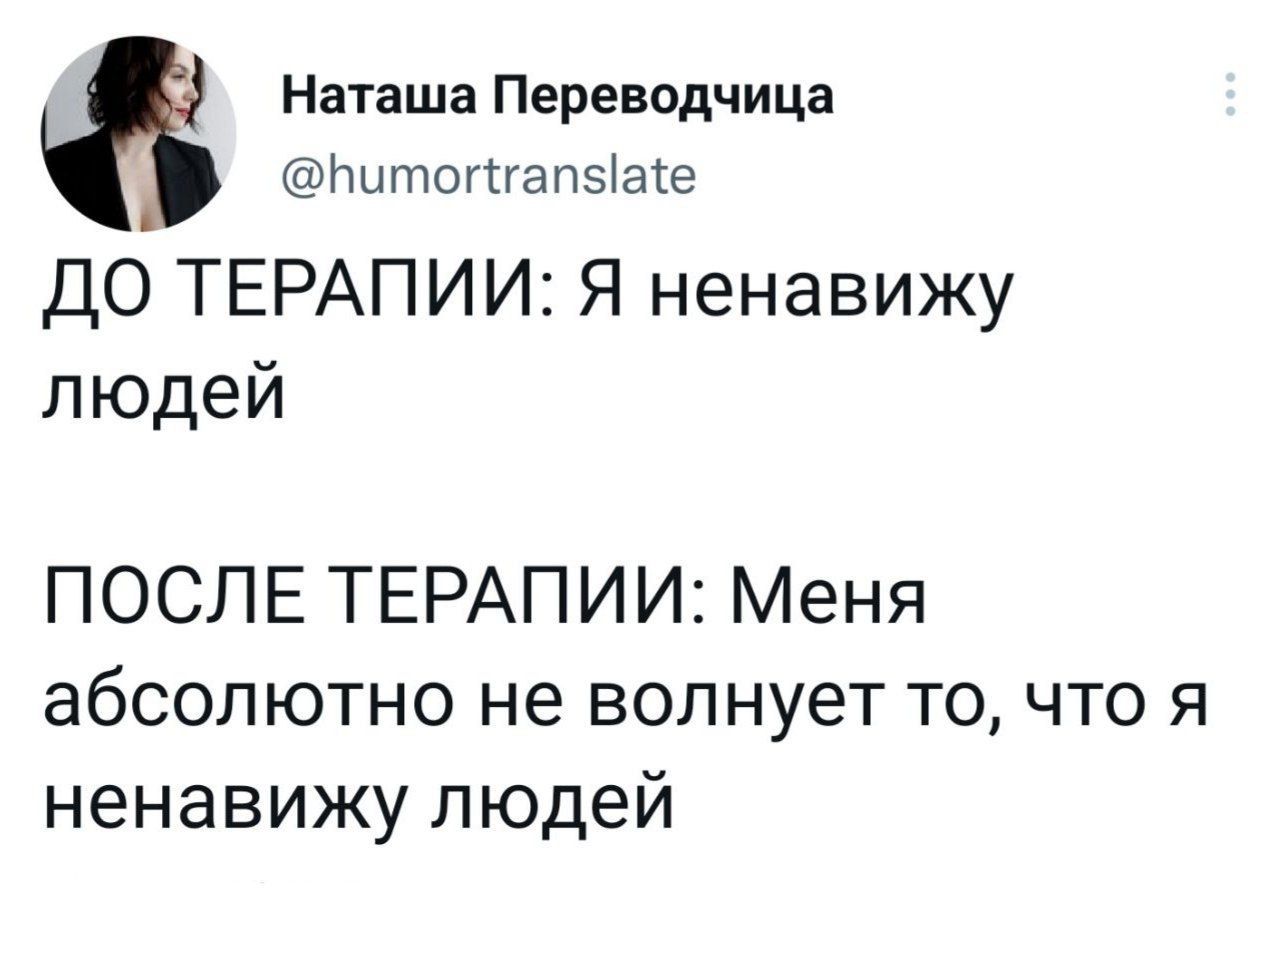 Наташа Переводчица
@humortranslate
ДО ТЕРАПИИ: Я ненавижу
людей
ПОСЛЕ ТЕРАПИИ: Меня
абсолютно не волнует то, что я
ненавижу людей